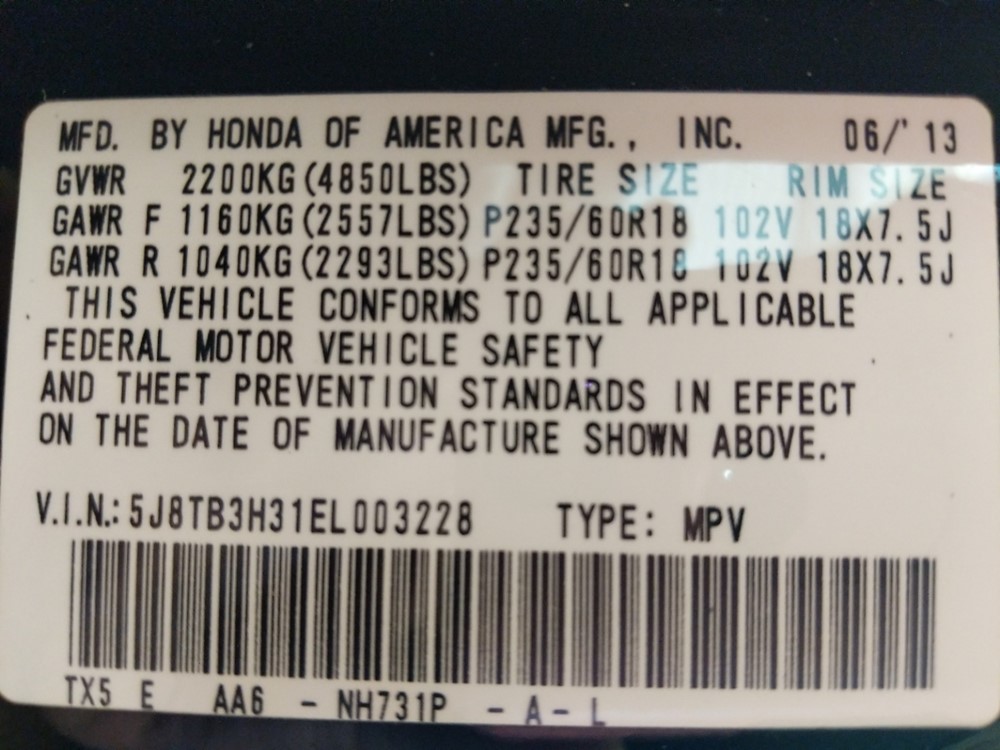 MFD. BY HONDA OF AMERICA MFG., INC. 06/'13
GVWR 2200KG(4850LBS) TIRE SIZE RIM SIZE
GAWR F 1160KG(2557LBS) P235/60R18 102V 18X7.5J
GAWR R 1040KG(2293LBS) P235/60R18 102V 18X7.5J
THIS VEHICLE CONFORMS TO ALL APPLICABLE
FEDERAL MOTOR VEHICLE SAFETY
AND THEFT PREVENTION STANDARDS IN EFFECT
ON THE DATE OF MANUFACTURE SHOWN ABOVE.
V.I.N.: 5J8TB3H31EL003228 TYPE: MPV
TX5 E AA6 - NH731P - A - L